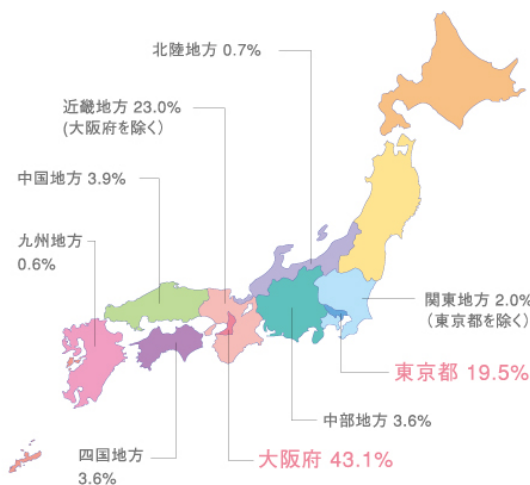 北陸地方 0.7%
近畿地方 23.0%
(大阪府を除く)
中国地方 3.9%
九州地方
0.6%
関東地方 2.0%
(東京都を除く)
東京都 19.5%
中部地方 3.6%
四国地方
3.6%
大阪府 43.1%